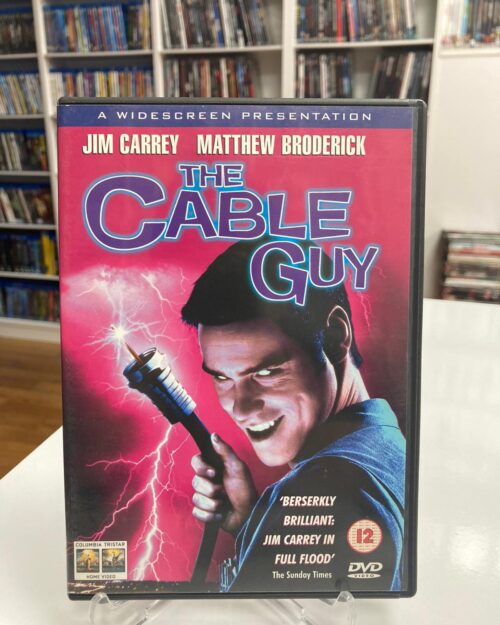 A WIDESCREEN PRESENTATION
JIM CARREY MATTHEW BRODERICK
THE
CABLE
GUY
'BERSERKLY
BRILLIANT:
JIM CARREY IN
FULL FLOOD'
The Sunday Times
12
COLUMBIA TRISTAR
HOME VIDEO
DVD
VIDEO